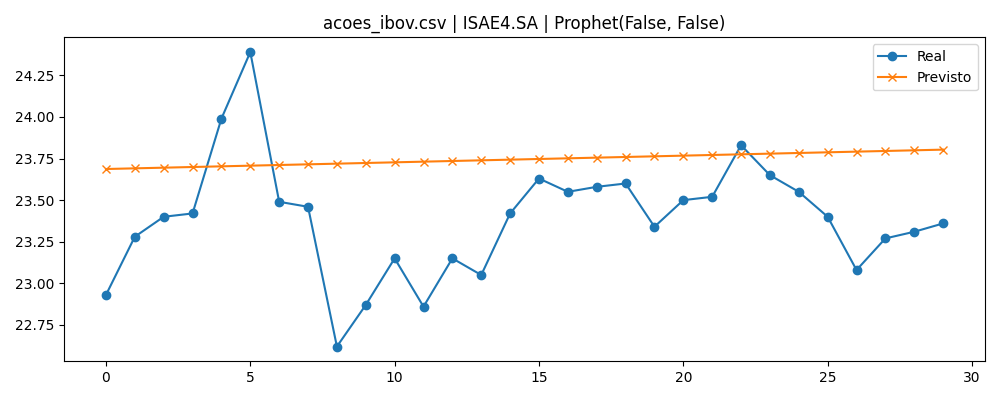 acoes_ibov.csv | ISAE4.SA | Prophet(False, False)
Real
Previsto
24.25
24.00
23.75
23.50
23.25
23.00
22.75
0 5 10 15 20 25 30